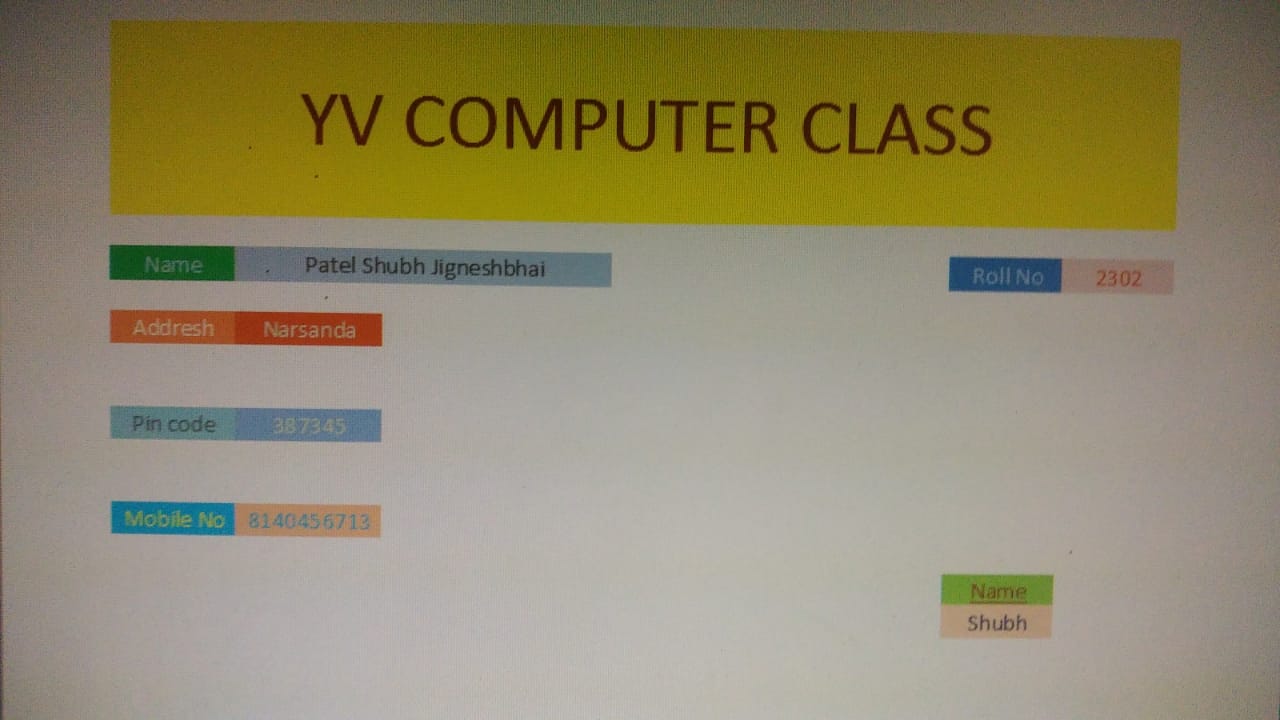 YV COMPUTER CLASS
Name Patel Shubh Jigneshbhai Roll No 2302
Addresh Narsanda
Pin code 387345
Mobile No 8140456713
Name
Shubh